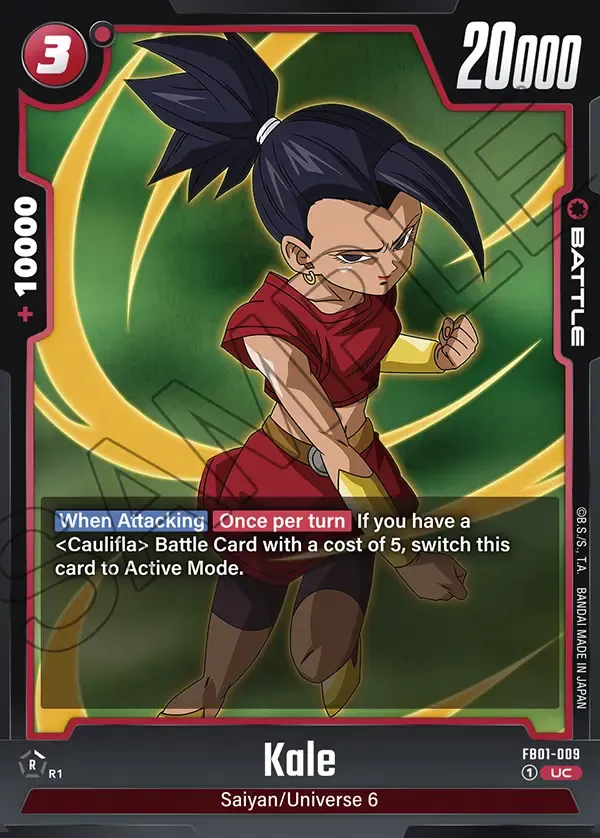 3
20000
+10000
BATTLE
SAMPLE
When Attacking Once per turn If you have a
<Caulifla> Battle Card with a cost of 5, switch this
card to Active Mode.
©B.S./S., T.A. BANDAI MADE IN JAPAN
R
R1
Kale
FB01-009
1 UC
Saiyan/Universe 6